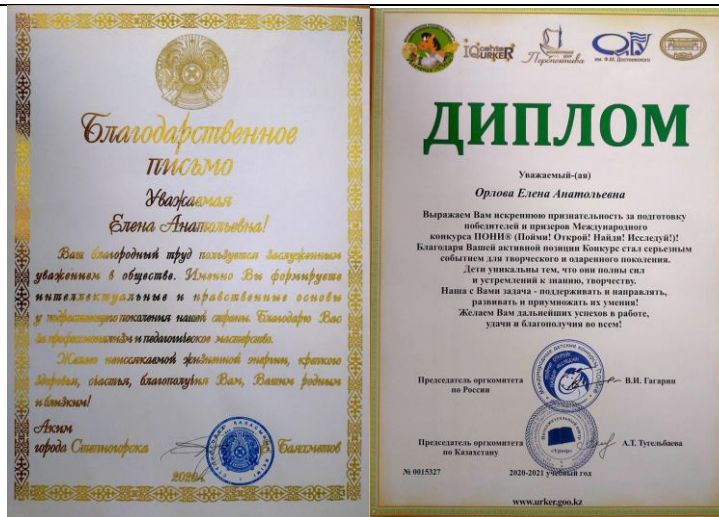 Благодарственное
письмо
Уважаемая
Елена Анатольевна!
Ваш благородный труд пользуется заслуженным
уважением в обществе. Именно Вы формируете
интеллектуальные и нравственные основы
у подрастающего поколения нашей страны. Благодарю Вас
за профессионализм и педагогическое мастерство.
Желаю неиссякаемой жизненной энергии, крепкого
здоровья, счастья, благополучия Вам, Вашим родным
и близким!
Аким
города Степногорска
Баяхметов
IQ
URKER
Перспектива
ОмГУ
им. Ф.М. Достоевского
ДИПЛОМ
Уважаемый-(ая)
Орлова Елена Анатольевна
Выражаем Вам искреннюю признательность за подготовку
победителей и призеров Международного
конкурса ПОНИ® (Пойми! Открой! Найди! Исследуй!)!
Благодаря Вашей активной позиции Конкурс стал серьезным
событием для творческого и одаренного поколения.
Дети уникальны тем, что они полны сил
и устремлений к знанию, творчеству.
Наша с Вами задача - поддерживать и направлять,
развивать и приумножать их умения!
Желаем Вам дальнейших успехов в работе,
удачи и благополучия во всем!
Председатель оргкомитета
по России
В.И. Гагарин
Председатель оргкомитета
по Казахстану
А.Т. Тугельбаева
№ 0015327
2020-2021 учебный год
www.urker.goo.kz